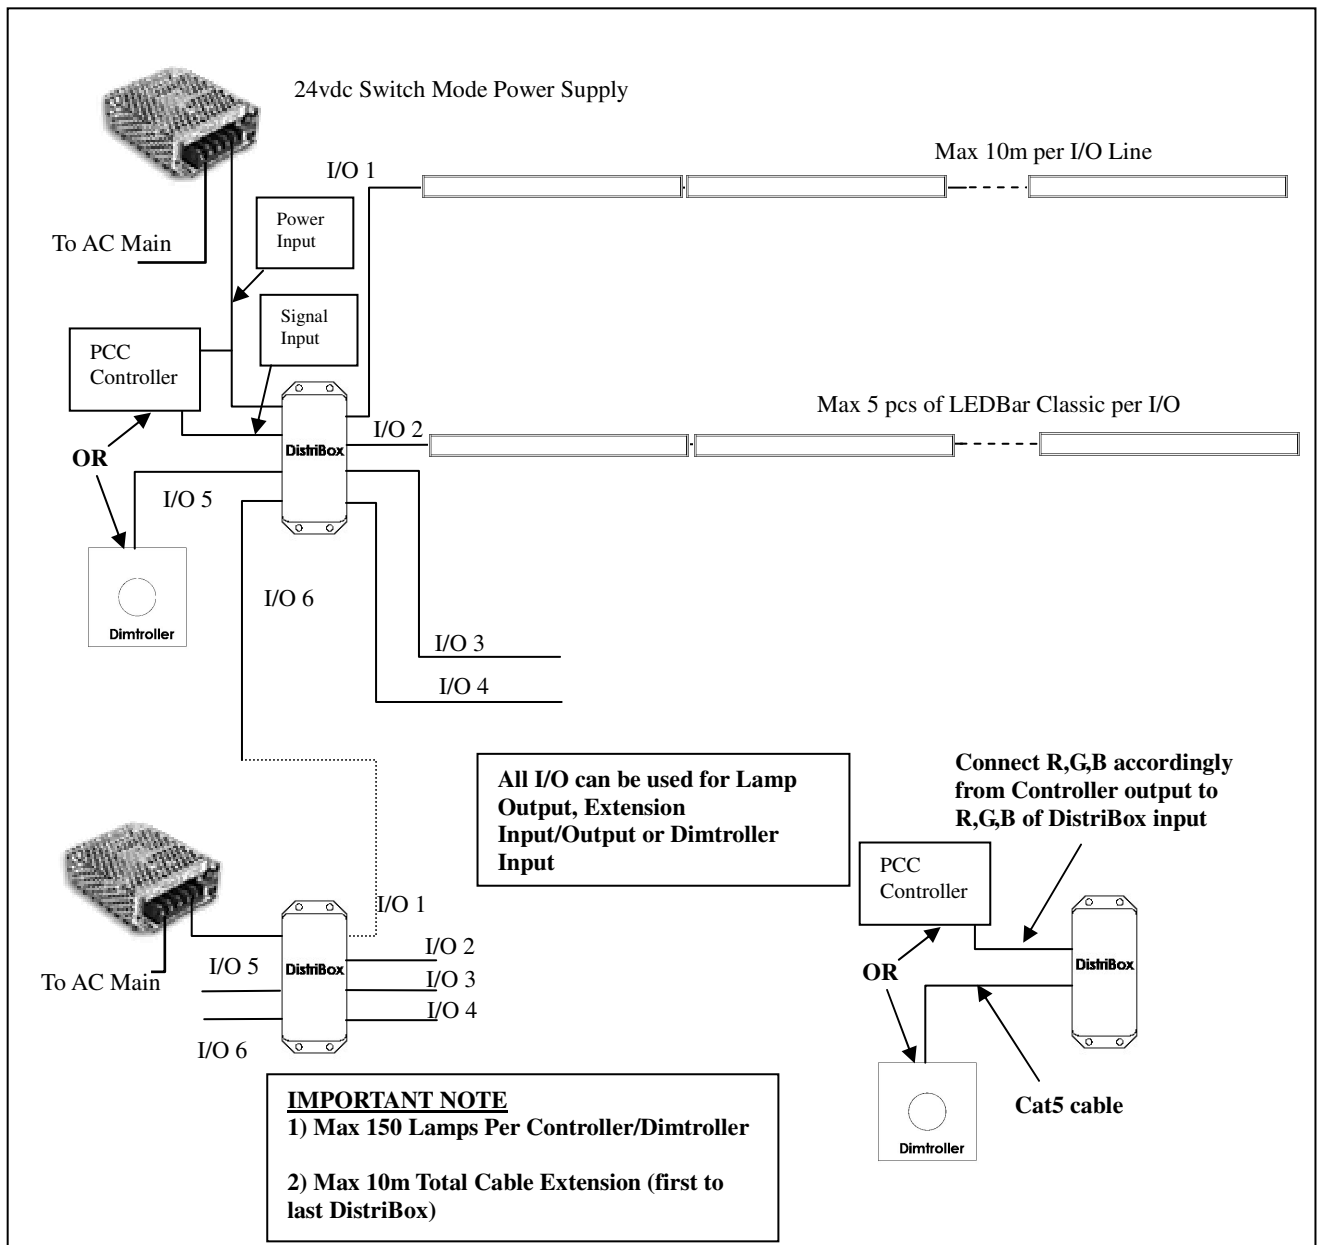 24vdc Switch Mode Power Supply
Max 10m per I/O Line
I/O 1
Power
Input
To AC Main
Signal
Input
PCC
Controller
Max 5 pcs of LEDBar Classic per I/O
I/O 2
OR
DistriBox
I/O 5
I/O 6
Dimtroller
I/O 3
I/O 4
All I/O can be used for Lamp
Output, Extension
Input/Output or Dimtroller
Input
Connect R,G,B accordingly
from Controller output to
R,G,B of DistriBox input
PCC
Controller
I/O 1
I/O 2
I/O 5
DistriBox
I/O 3
To AC Main
I/O 4
I/O 6
OR
DistriBox
Cat5 cable
Dimtroller
IMPORTANT NOTE
1) Max 150 Lamps Per Controller/Dimtroller
2) Max 10m Total Cable Extension (first to
last DistriBox)